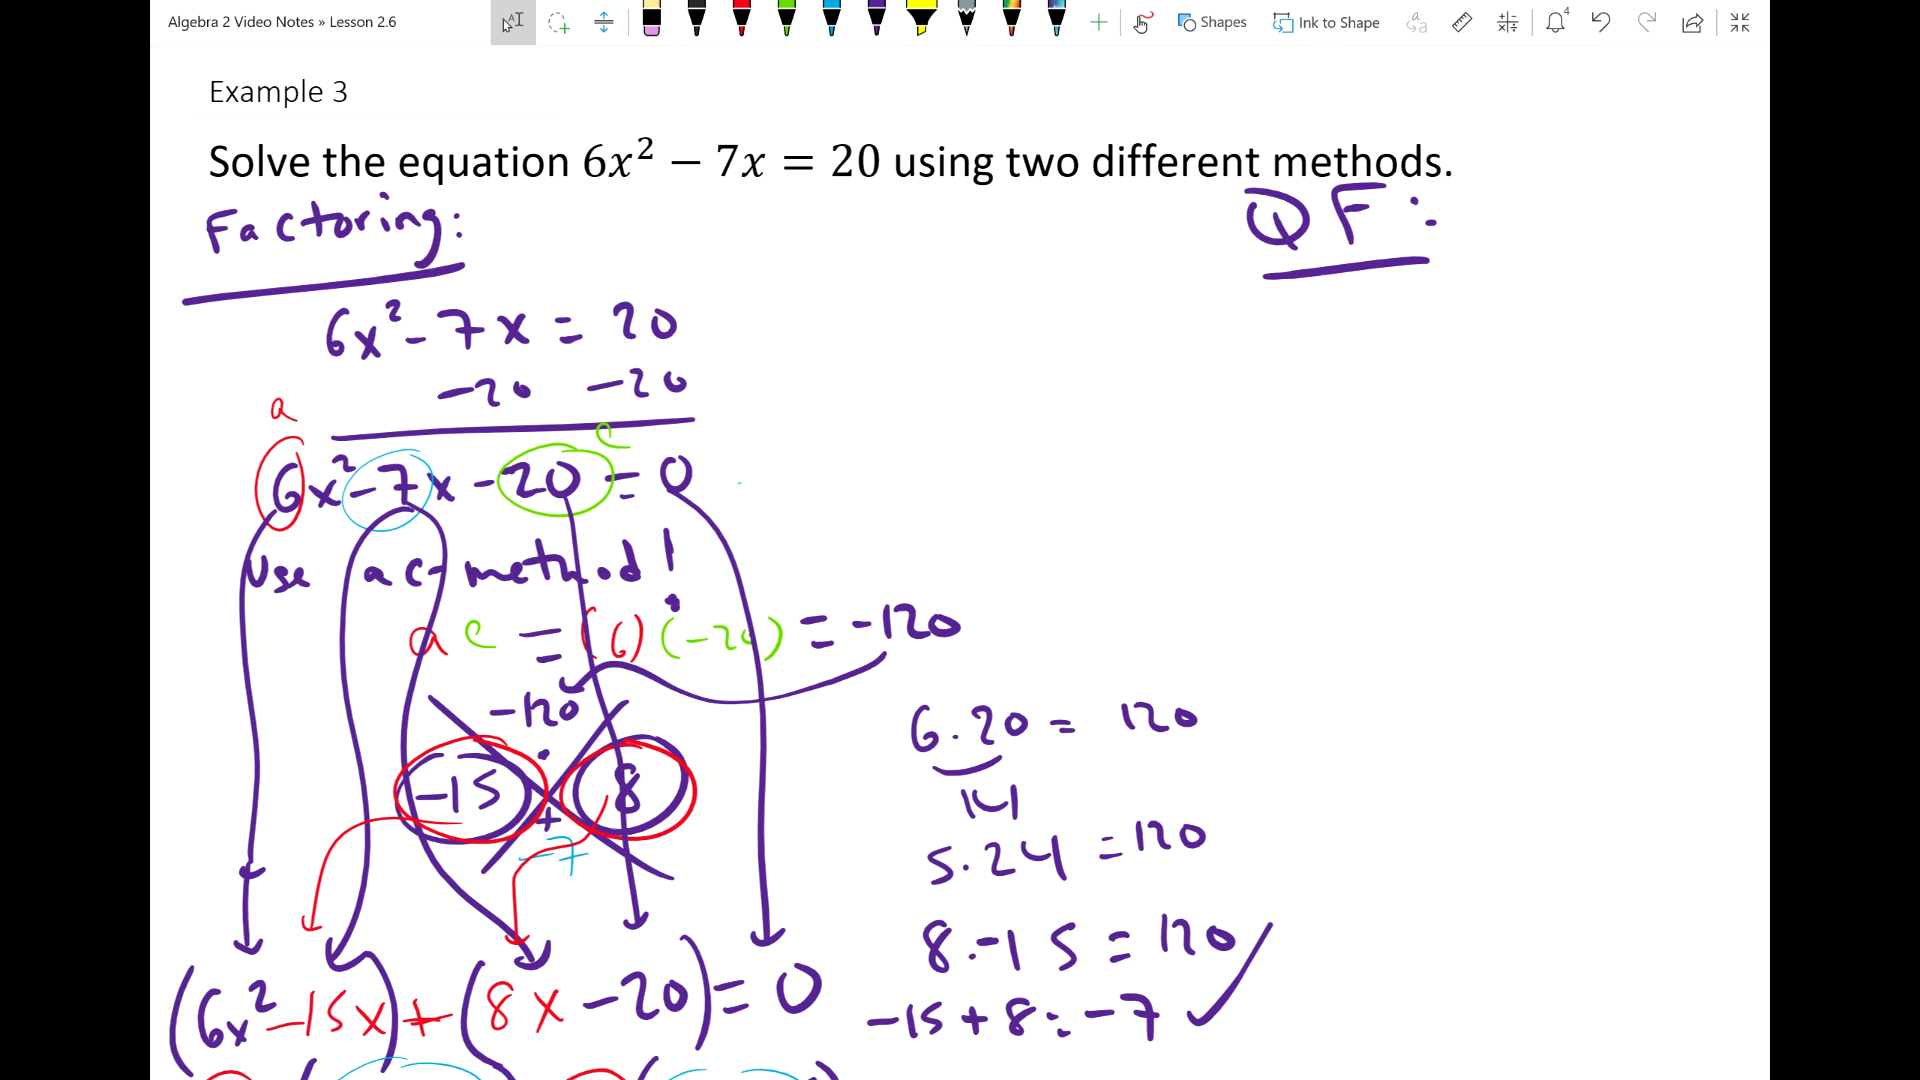 Algebra 2 Video Notes » Lesson 2.6
Shapes
Ink to Shape
4
Example 3
Solve the equation 6x² − 7x = 20 using two different methods.
Factoring:
QF:
6x² - 7x = 20
-20 -20
a
c
6x² - 7x - 20 = 0
Use ac-method!
a c = (6)(-20) = -120
-120
-15 8
+
-7
6·20 = 120
14
5·24 = 120
8·-15 = 120
-15 + 8 = -7
(6x² - 15x) + (8x - 20) = 0